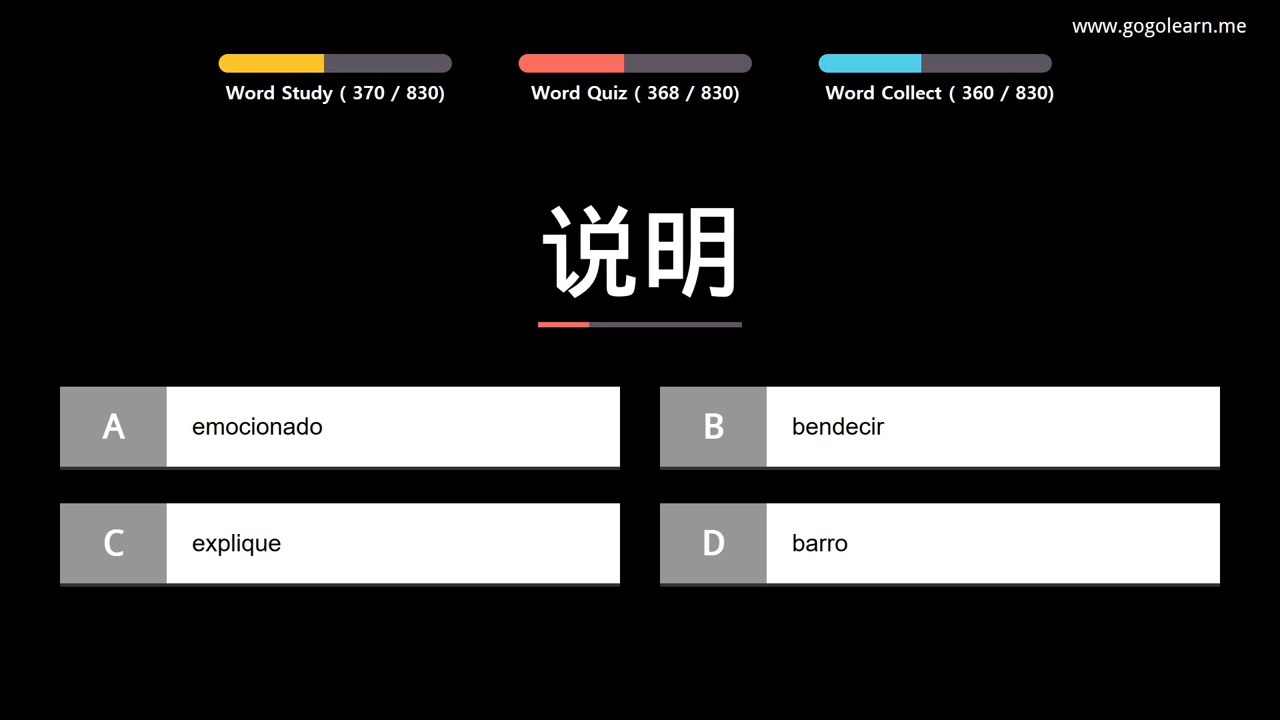 www.gogolearn.me
Word Study ( 370 / 830)
Word Quiz ( 368 / 830)
Word Collect ( 360 / 830)
说明
A
emocionado
B
bendecir
C
explique
D
barro